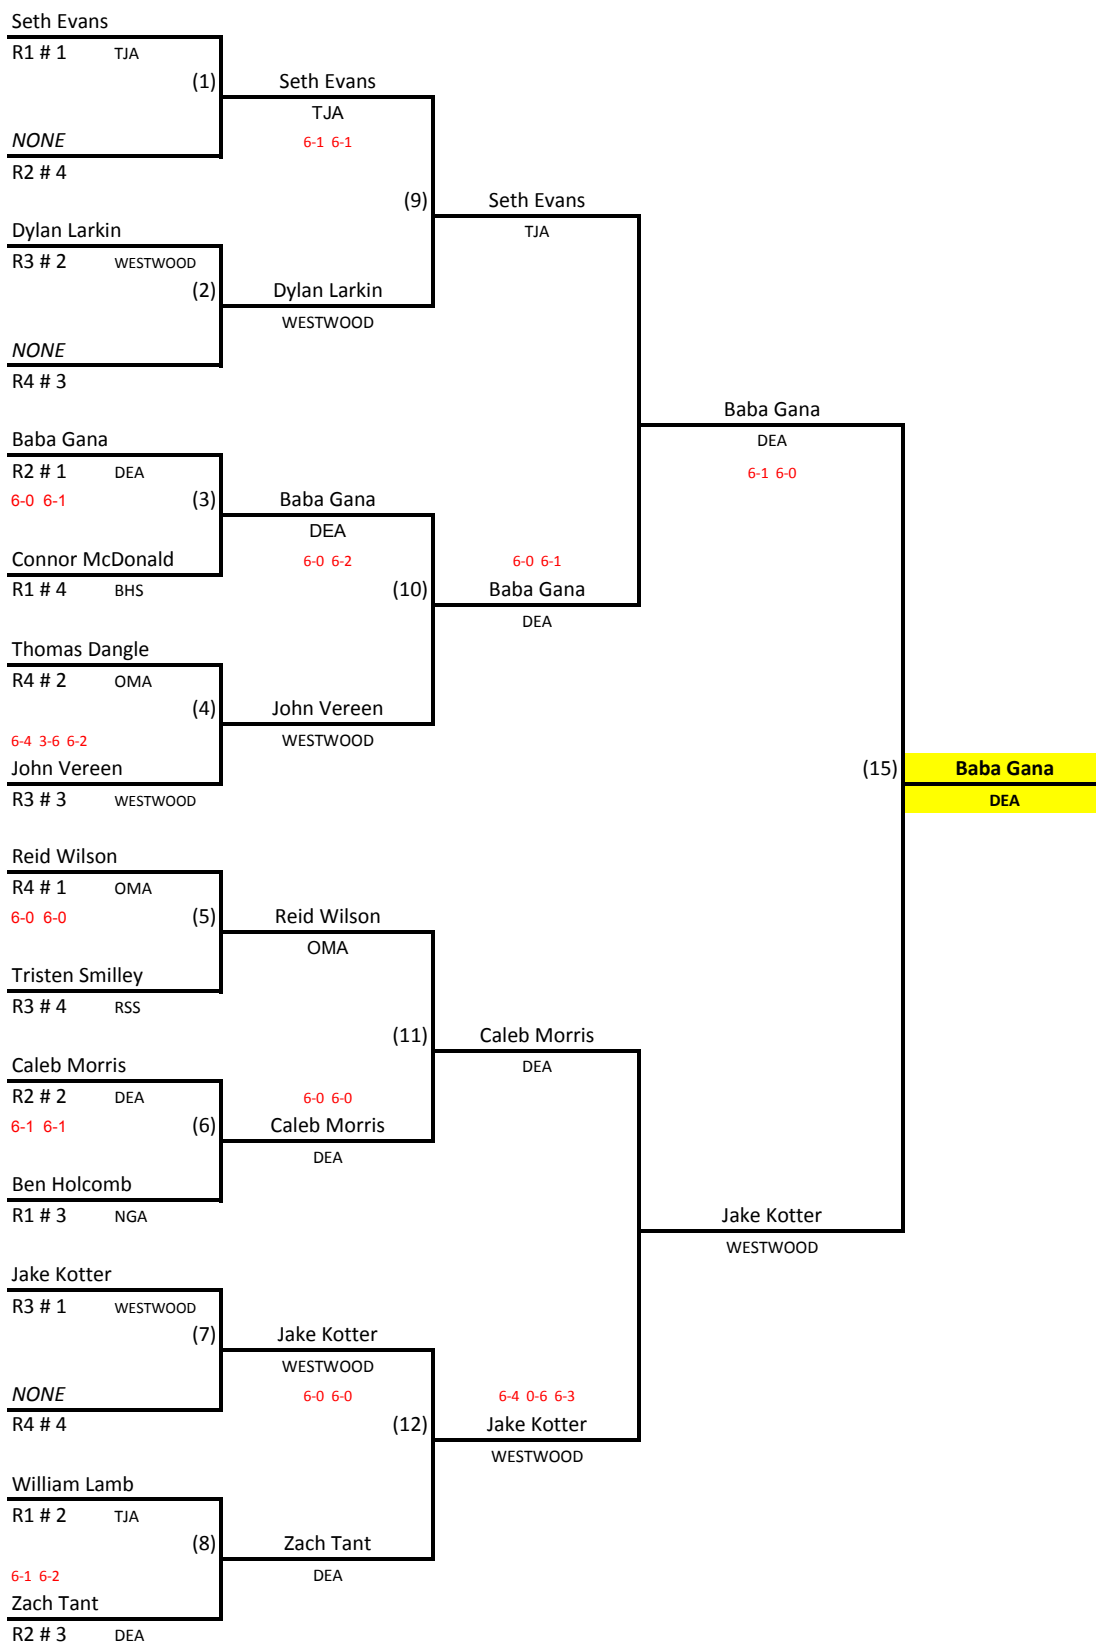 Seth Evans
R1 # 1 TJA
(1) Seth Evans
TJA
NONE 6-1 6-1
R2 # 4
(9) Seth Evans
Dylan Larkin TJA
R3 # 2 WESTWOOD
(2) Dylan Larkin
WESTWOOD
NONE
R4 # 3
Baba Gana
Baba Gana DEA
R2 # 1 DEA 6-1 6-0
6-0 6-1 (3) Baba Gana
DEA
Connor McDonald 6-0 6-2 6-0 6-1
R1 # 4 BHS (10) Baba Gana
DEA
Thomas Dangle
R4 # 2 OMA
(4) John Vereen
6-4 3-6 6-2 WESTWOOD
John Vereen (15) Baba Gana
R3 # 3 WESTWOOD DEA
Reid Wilson
R4 # 1 OMA
6-0 6-0 (5) Reid Wilson
OMA
Tristen Smilley
R3 # 4 RSS
(11) Caleb Morris
Caleb Morris DEA
R2 # 2 DEA 6-0 6-0
6-1 6-1 (6) Caleb Morris
DEA
Ben Holcomb
R1 # 3 NGA Jake Kotter
WESTWOOD
Jake Kotter
R3 # 1 WESTWOOD
(7) Jake Kotter
WESTWOOD
NONE 6-0 6-0 6-4 0-6 6-3
R4 # 4 (12) Jake Kotter
WESTWOOD
William Lamb
R1 # 2 TJA
(8) Zach Tant
6-1 6-2 DEA
Zach Tant
R2 # 3 DEA